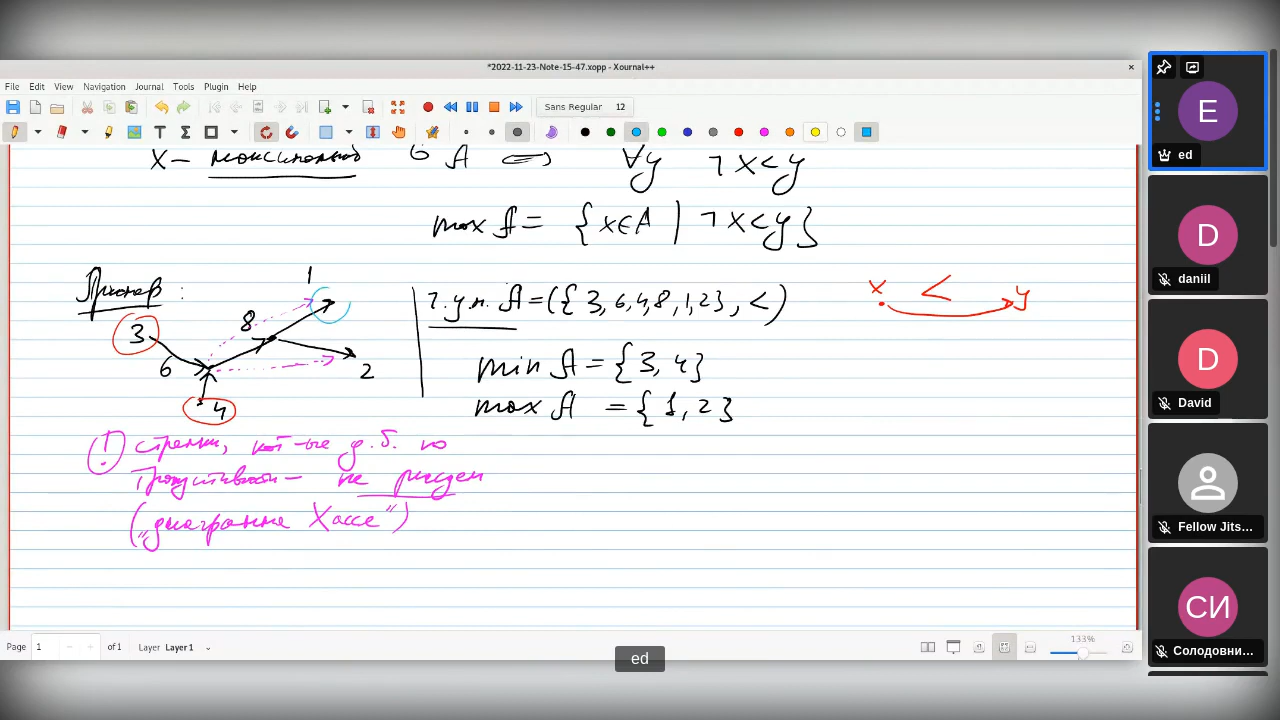 *2022-11-23-Note-15-47.xopp - Xournal++
File Edit View Navigation Journal Tools Plugin Help
Sans Regular 12
x – максимальный в A ⟺ ∀y ¬ x < y
max A = { x ∈ A | ¬ x < y }
Пример :
1
8
3
6
4
2
ч.у.м. A = ({ 3, 6, 4, 8, 1, 2 }, <)
min A = { 3, 4 }
max A = { 1, 2 }
x < y
! стрелки, кот-ые д.б. по
транзитивности – не рисуем
(„диаграмма Хассе")
Page 1 of 1 Layer Layer 1
133%
E
ed
D
daniil
D
David
Fellow Jits...
СИ
Солодовни...
ed